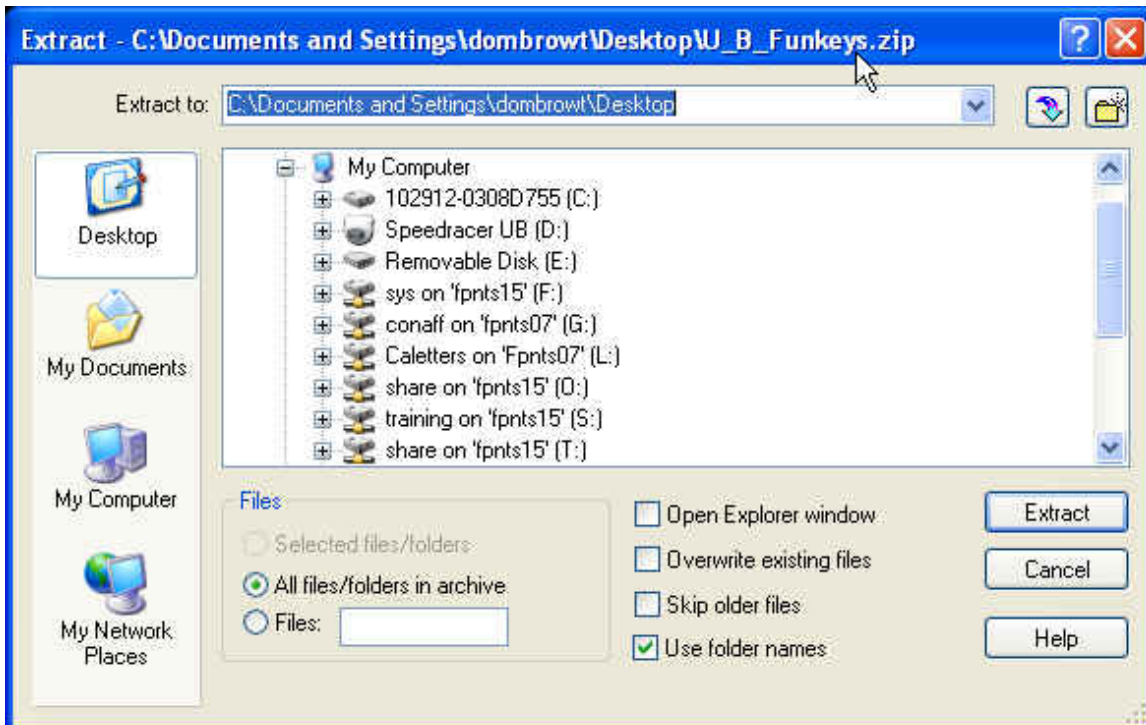 Extract - C:\Documents and Settings\dombrowt\Desktop\U_B_Funkeys.zip
Extract to: C:\Documents and Settings\dombrowt\Desktop
Desktop
My Documents
My Computer
My Network Places
My Computer
102912-0308D755 (C:)
Speedracer UB (D:)
Removable Disk (E:)
sys on 'fpnts15' (F:)
conaff on 'fpnts07' (G:)
Caletters on 'Fpnts07' (L:)
share on 'fpnts15' (O:)
training on 'fpnts15' (S:)
share on 'fpnts15' (T:)
Files
Selected files/folders
All files/folders in archive
Files:
Open Explorer window
Overwrite existing files
Skip older files
Use folder names
Extract
Cancel
Help